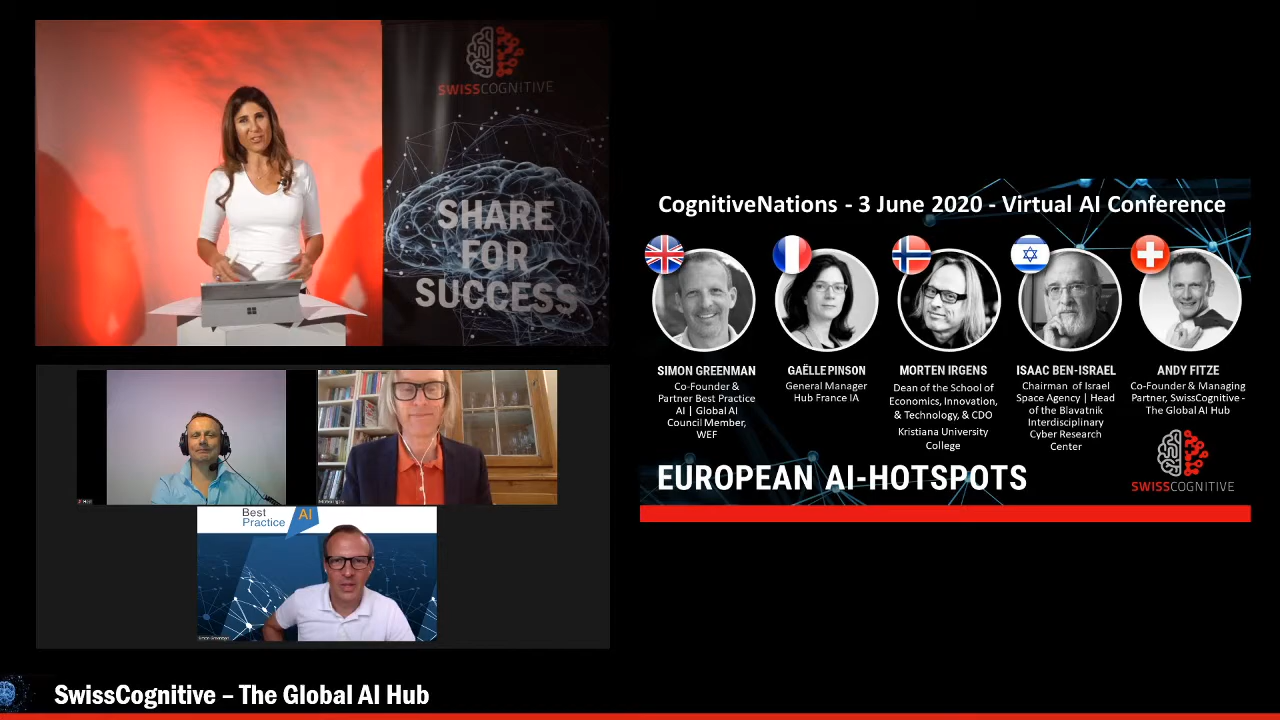 SWISSCOGNITIVE
SHARE
FOR
SUCCESS
Best
Practice
AI
CognitiveNations - 3 June 2020 - Virtual AI Conference
SIMON GREENMAN
Co-Founder &
Partner Best Practice
AI | Global AI
Council Member,
WEF
GAËLLE PINSON
General Manager
Hub France IA
MORTEN IRGENS
Dean of the School of
Economics, Innovation,
& Technology, & CDO
Kristiana University
College
ISAAC BEN-ISRAEL
Chairman of Israel
Space Agency | Head
of the Blavatnik
Interdisciplinary
Cyber Research
Center
ANDY FITZE
Co-Founder & Managing
Partner, SwissCognitive -
The Global AI Hub
EUROPEAN AI-HOTSPOTS
SWISSCOGNITIVE
SwissCognitive – The Global AI Hub